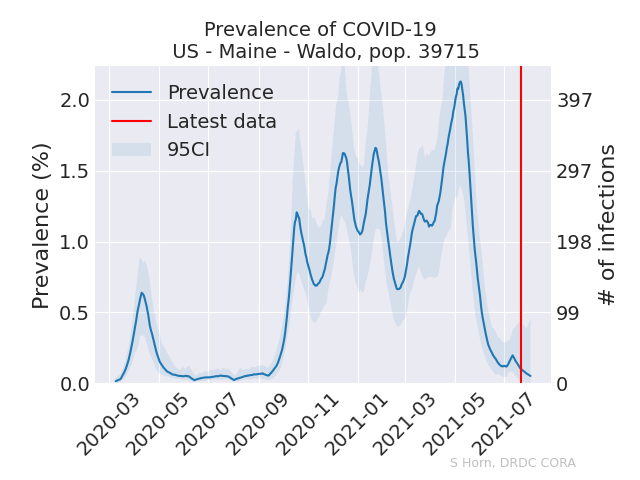 Prevalence of COVID-19
US - Maine - Waldo, pop. 39715
Prevalence
Latest data
95CI
Prevalence (%)
2.0
1.5
1.0
0.5
0.0
397
297
198
99
0
# of infections
2020-03
2020-05
2020-07
2020-09
2020-11
2021-01
2021-03
2021-05
2021-07
S Horn, DRDC CORA